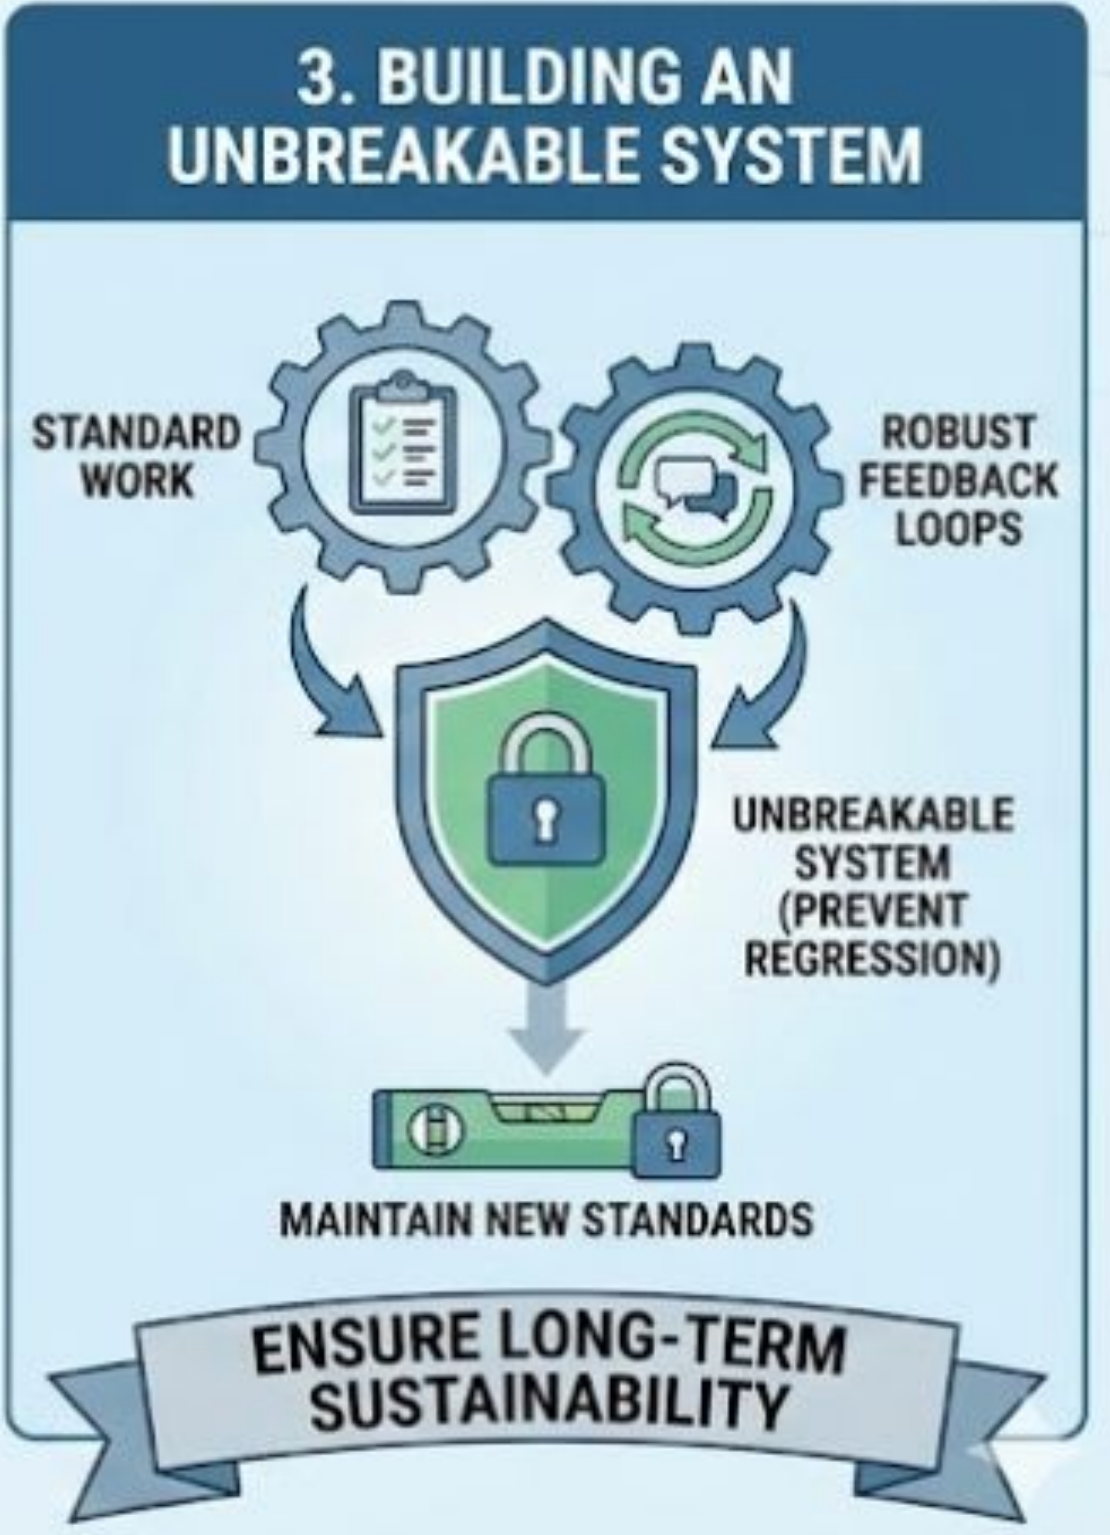 3. BUILDING AN
UNBREAKABLE SYSTEM
STANDARD
WORK
ROBUST
FEEDBACK
LOOPS
UNBREAKABLE
SYSTEM
(PREVENT
REGRESSION)
MAINTAIN NEW STANDARDS
ENSURE LONG-TERM
SUSTAINABILITY